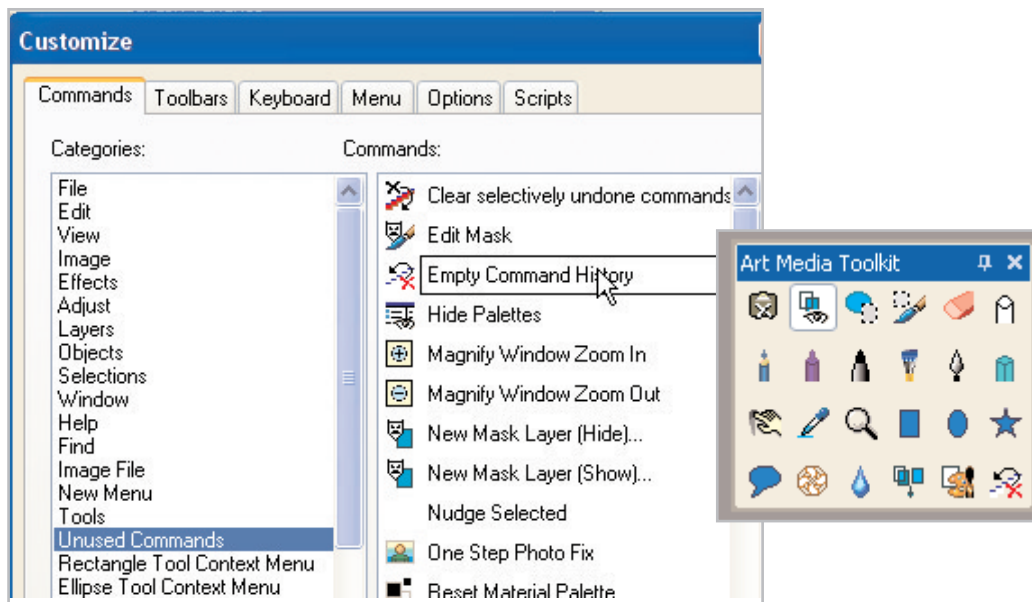 Customize
Commands Toolbars Keyboard Menu Options Scripts
Categories:
Commands:
File
Edit
View
Image
Effects
Adjust
Layers
Objects
Selections
Window
Help
Find
Image File
New Menu
Tools
Unused Commands
Rectangle Tool Context Menu
Ellipse Tool Context Menu
Clear selectively undone commands
Edit Mask
Empty Command History
Hide Palettes
Magnify Window Zoom In
Magnify Window Zoom Out
New Mask Layer (Hide)...
New Mask Layer (Show)...
Nudge Selected
One Step Photo Fix
Reset Material Palette
Art Media Toolkit